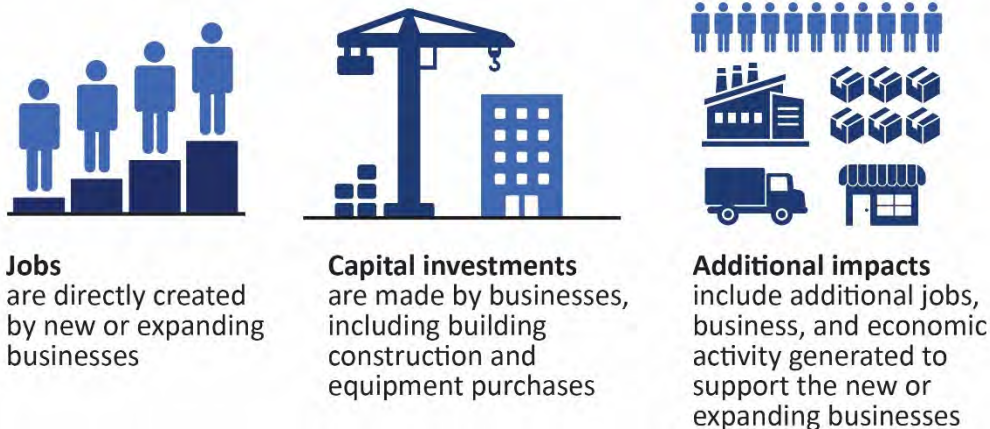 Jobs
are directly created
by new or expanding
businesses
Capital investments
are made by businesses,
including building
construction and
equipment purchases
Additional impacts
include additional jobs,
business, and economic
activity generated to
support the new or
expanding businesses